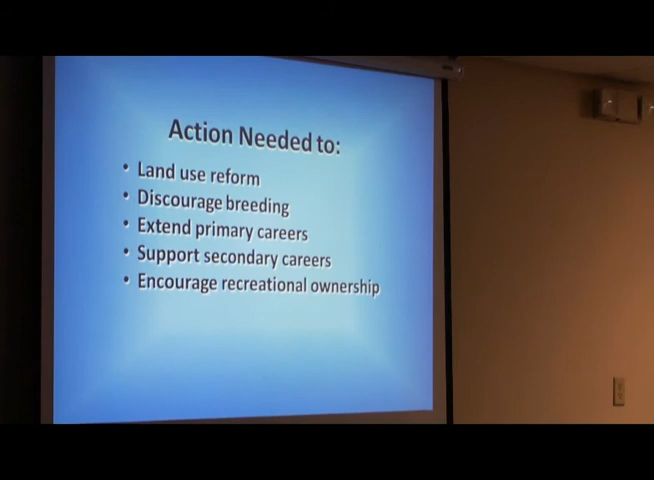 Action Needed to:
• Land use reform
• Discourage breeding
• Extend primary careers
• Support secondary careers
• Encourage recreational ownership